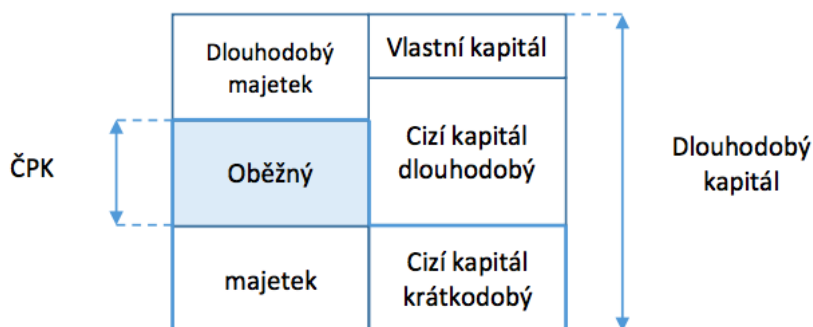 Dlouhodobý
majetek
Vlastní kapitál
ČPK
Oběžný
Cizí kapitál
dlouhodobý
Dlouhodobý
kapitál
majetek
Cizí kapitál
krátkodobý